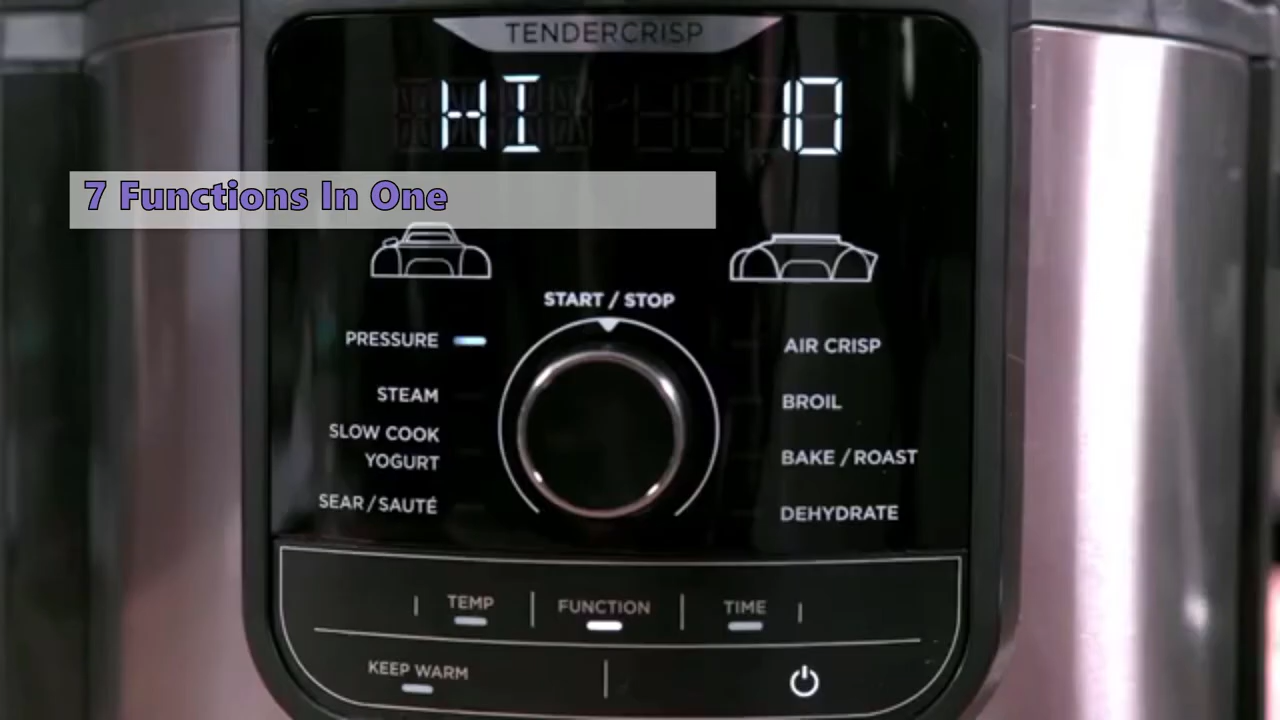 TENDERCRISP
HI 10
7 Functions In One
START / STOP
PRESSURE
STEAM
SLOW COOK
YOGURT
SEAR / SAUTÉ
AIR CRISP
BROIL
BAKE / ROAST
DEHYDRATE
TEMP
FUNCTION
TIME
KEEP WARM